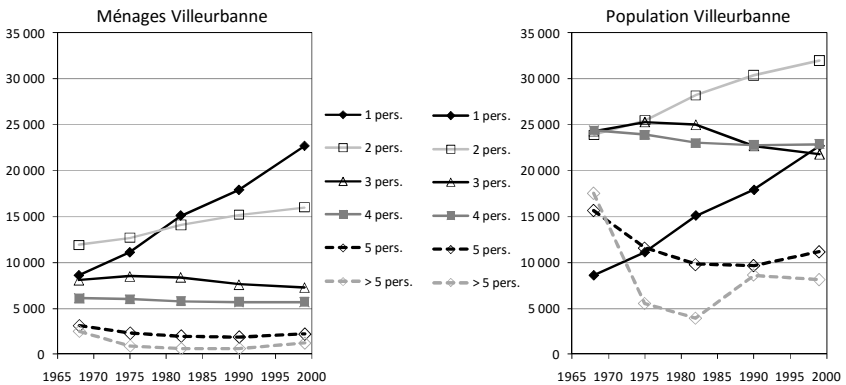 Ménages Villeurbanne
35 000
30 000
25 000
20 000
15 000
10 000
5 000
0
1965 1970 1975 1980 1985 1990 1995 2000
1 pers.
2 pers.
3 pers.
4 pers.
5 pers.
> 5 pers.
1 pers.
2 pers.
3 pers.
4 pers.
5 pers.
> 5 pers.
Population Villeurbanne
35 000
30 000
25 000
20 000
15 000
10 000
5 000
0
1965 1970 1975 1980 1985 1990 1995 2000